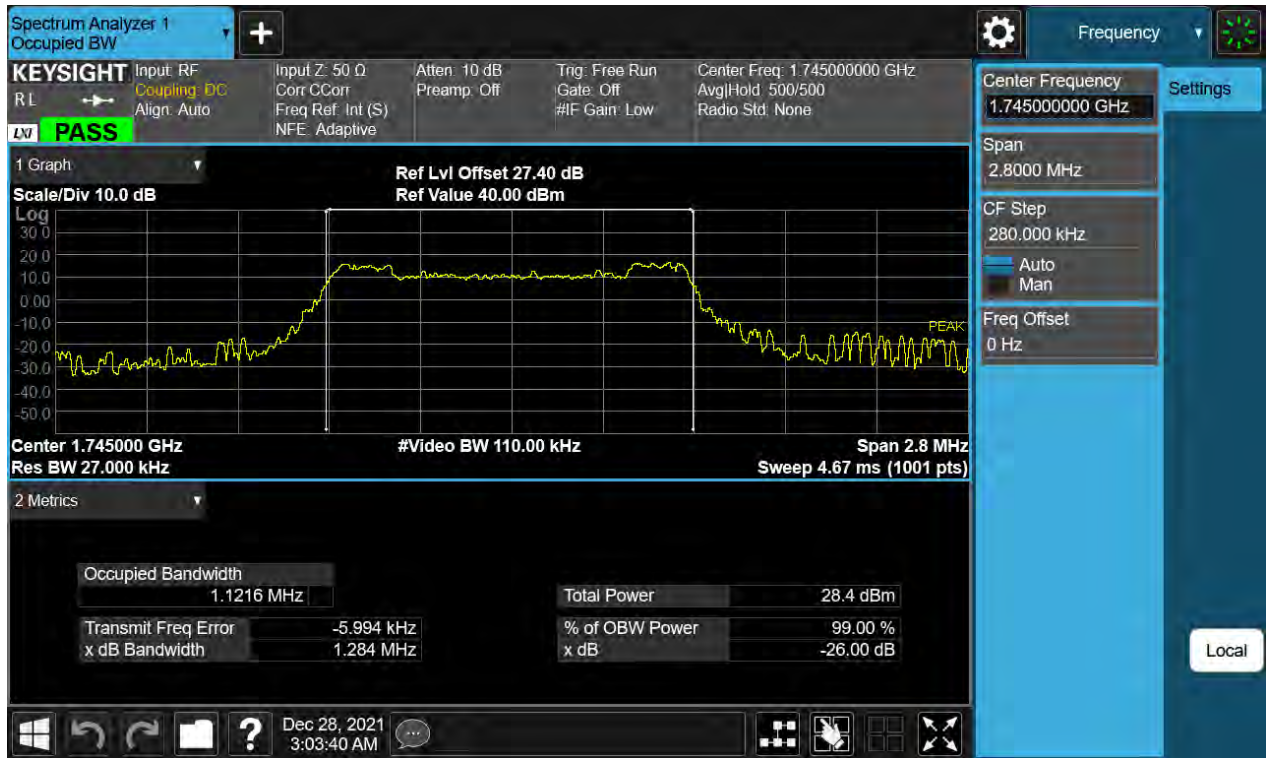 Spectrum Analyzer 1
Occupied BW
+
Frequency
KEYSIGHT
RL
LXI
PASS
Input: RF
Coupling: DC
Align: Auto
Input Z: 50 Ω
Corr CCorr
Freq Ref: Int (S)
NFE: Adaptive
Atten: 10 dB
Preamp: Off
Trig: Free Run
Gate: Off
#IF Gain: Low
Center Freq: 1.745000000 GHz
Avg|Hold: 500/500
Radio Std: None
1 Graph
Scale/Div 10.0 dB
Ref Lvl Offset 27.40 dB
Ref Value 40.00 dBm
Log
30.0
20.0
10.0
0.00
-10.0
-20.0
-30.0
-40.0
-50.0
PEAK
Center 1.745000 GHz
#Video BW 110.00 kHz
Span 2.8 MHz
Res BW 27.000 kHz
Sweep 4.67 ms (1001 pts)
2 Metrics
Occupied Bandwidth
1.1216 MHz
Total Power 28.4 dBm
Transmit Freq Error -5.994 kHz
% of OBW Power 99.00 %
x dB Bandwidth 1.284 MHz
x dB -26.00 dB
Center Frequency
1.745000000 GHz
Settings
Span
2.8000 MHz
CF Step
280.000 kHz
Auto
Man
Freq Offset
0 Hz
Local
?
Dec 28, 2021
3:03:40 AM